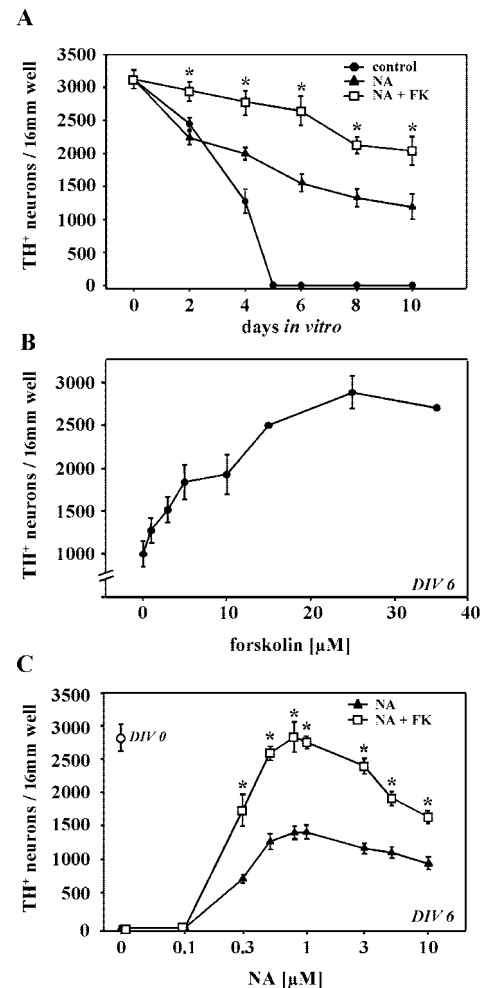 A
TH+ neurons / 16mm well
3500
3000
2500
2000
1500
1000
500
0
control
NA
NA + FK
* * * * *
0 2 4 6 8 10
days in vitro
B
TH+ neurons / 16mm well
3000
2500
2000
1500
1000
DIV 6
0 10 20 30 40
forskolin [µM]
C
TH+ neurons / 16mm well
3500
3000
2500
2000
1500
1000
500
0
DIV 0
NA
NA + FK
* * * * * * *
DIV 6
0 0.1 0.3 1 3 10
NA [µM]